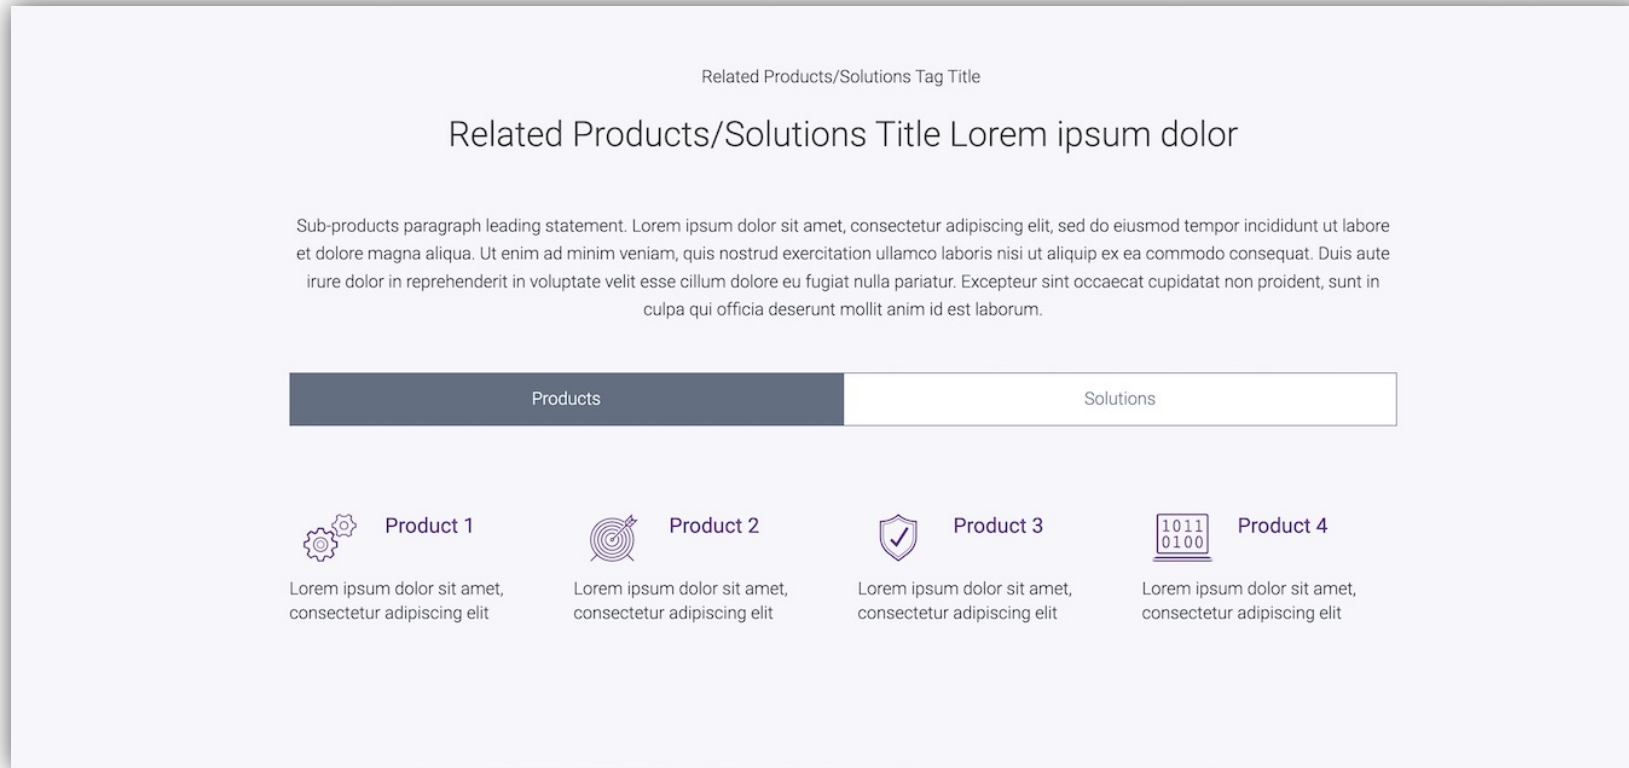 Related Products/Solutions Tag Title
Related Products/Solutions Title Lorem ipsum dolor
Sub-products paragraph leading statement. Lorem ipsum dolor sit amet, consectetur adipiscing elit, sed do eiusmod tempor incididunt ut labore
et dolore magna aliqua. Ut enim ad minim veniam, quis nostrud exercitation ullamco laboris nisi ut aliquip ex ea commodo consequat. Duis aute
irure dolor in reprehenderit in voluptate velit esse cillum dolore eu fugiat nulla pariatur. Excepteur sint occaecat cupidatat non proident, sunt in
culpa qui officia deserunt mollit anim id est laborum.
Products
Solutions
Product 1
Lorem ipsum dolor sit amet,
consectetur adipiscing elit
Product 2
Lorem ipsum dolor sit amet,
consectetur adipiscing elit
Product 3
Lorem ipsum dolor sit amet,
consectetur adipiscing elit
1011
0100
Product 4
Lorem ipsum dolor sit amet,
consectetur adipiscing elit